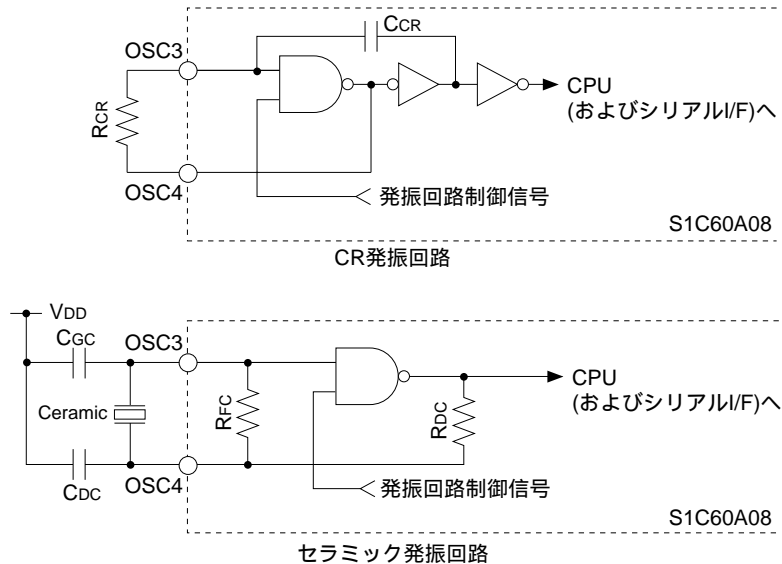 CCR
OSC3
RCR
CPU
(およびシリアルI/F)へ
OSC4
発振回路制御信号
S1C60A08
CR発振回路
VDD
CGC
OSC3
CPU
(およびシリアルI/F)へ
Ceramic
RFC
RDC
CDC
OSC4
発振回路制御信号
S1C60A08
セラミック発振回路